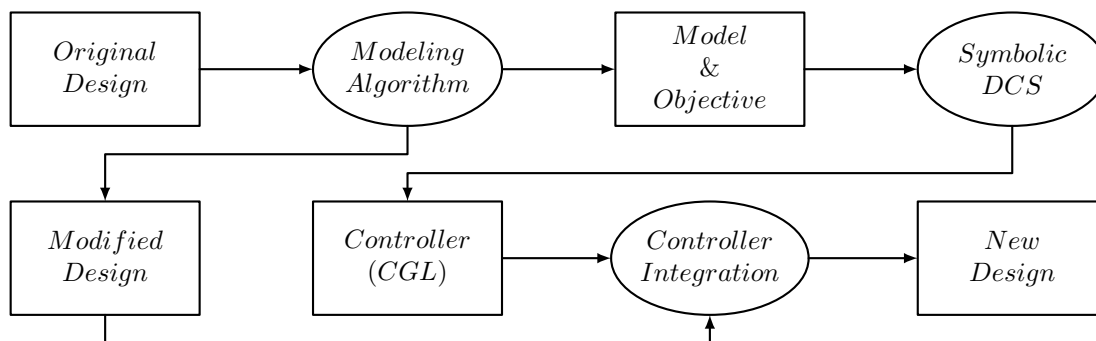 Original
Design
Modeling
Algorithm
Model
&
Objective
Symbolic
DCS
Modified
Design
Controller
(CGL)
Controller
Integration
New
Design